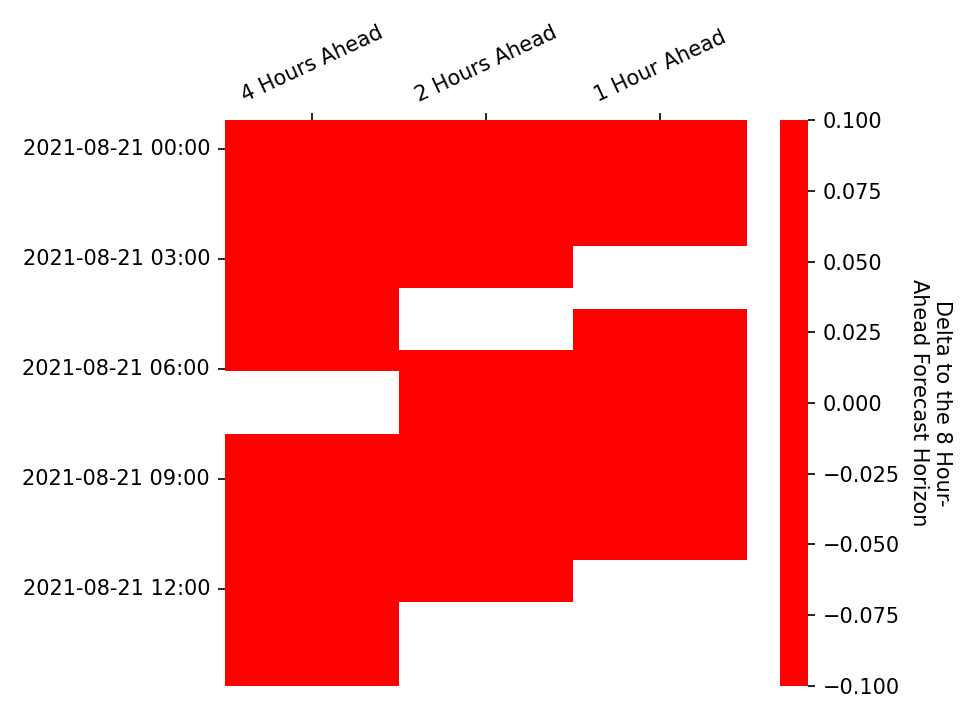 4 Hours Ahead
2 Hours Ahead
1 Hour Ahead
2021-08-21 00:00
2021-08-21 03:00
2021-08-21 06:00
2021-08-21 09:00
2021-08-21 12:00
0.100
0.075
0.050
0.025
0.000
−0.025
−0.050
−0.075
−0.100
Delta to the 8 Hour-
Ahead Forecast Horizon